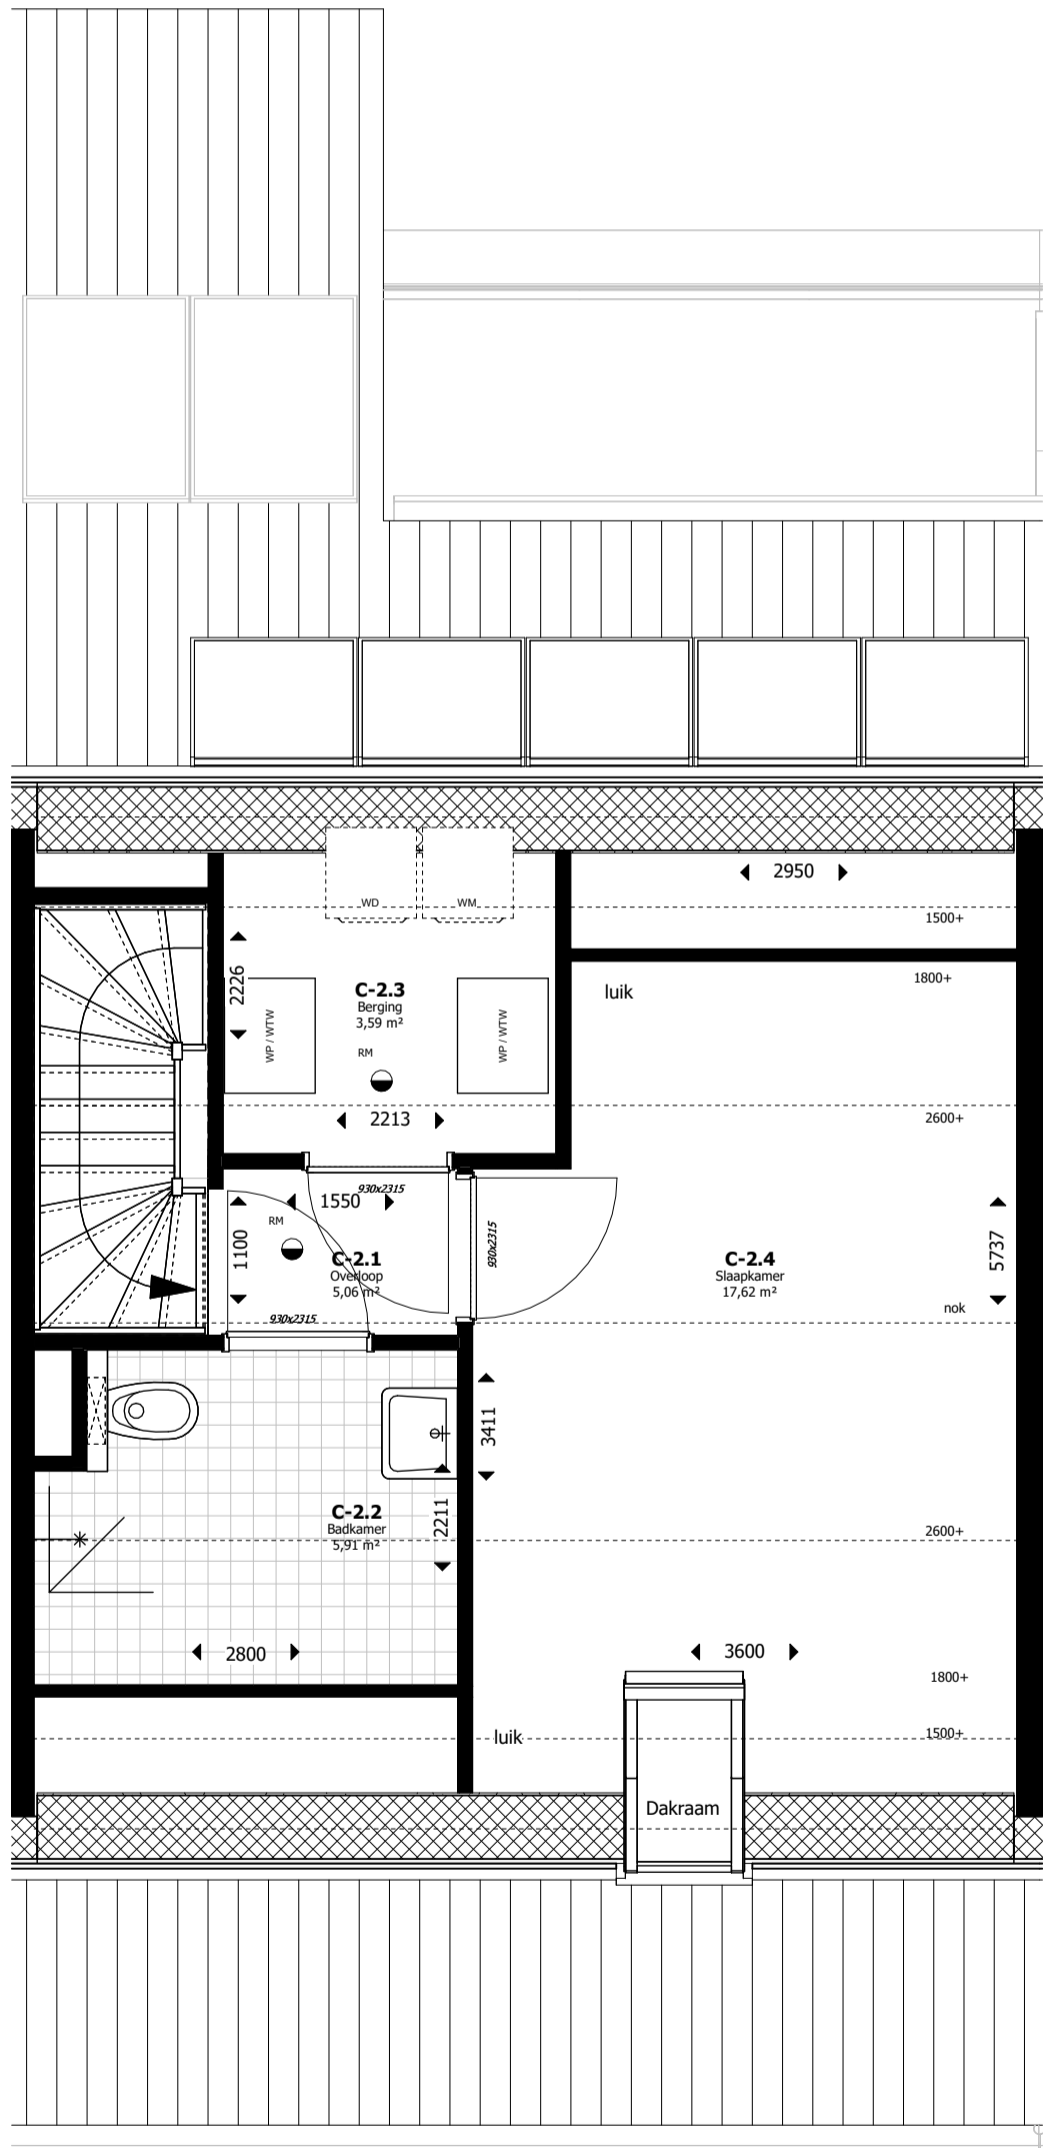 2950
WD
WM
1500+
2226
WP / WTW
C-2.3
Berging
3,59 m²
RM
WP / WTW
luik
1800+
2213
2600+
930x2315
1550
RM
1100
930x2315
C-2.1
Overloop
5,06 m²
930x2315
C-2.4
Slaapkamer
17,62 m²
5737
nok
3411
C-2.2
Badkamer
5,91 m²
2211
2600+
2800
3600
1800+
luik
1500+
Dakraam